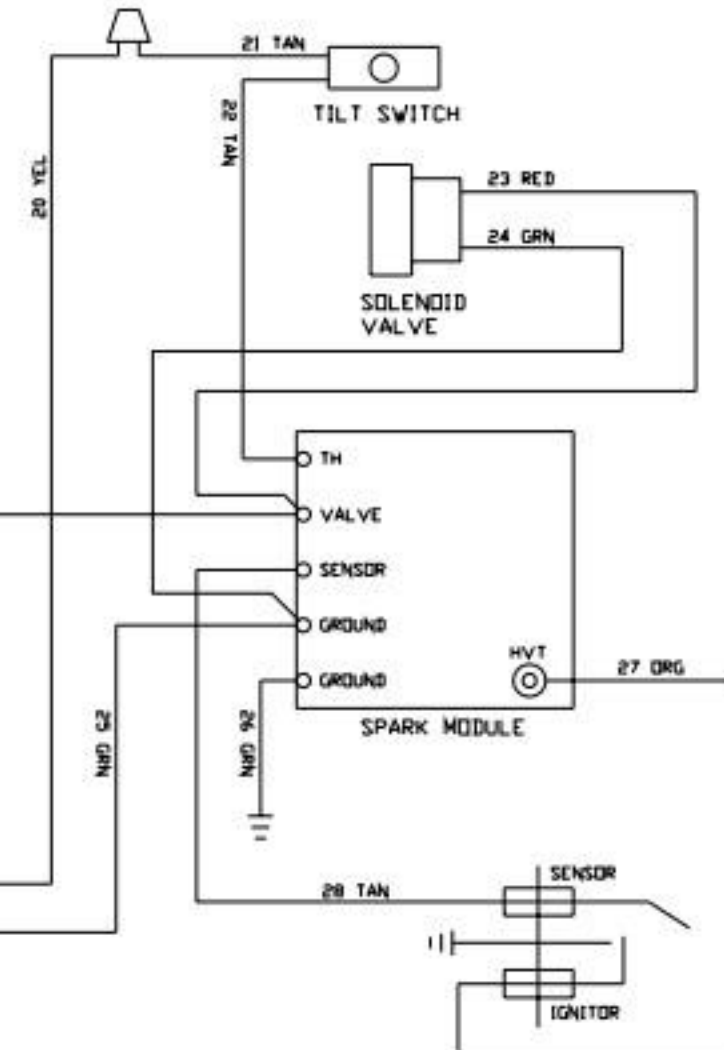 21 TAN
TILT SWITCH
22 TAN
20 YEL
23 RED
24 GRN
SOLENOID
VALVE
TH
VALVE
SENSOR
GROUND
GROUND
HVT
27 ORG
SPARK MODULE
25 GRN
26 GRN
28 TAN
SENSOR
IGNITOR